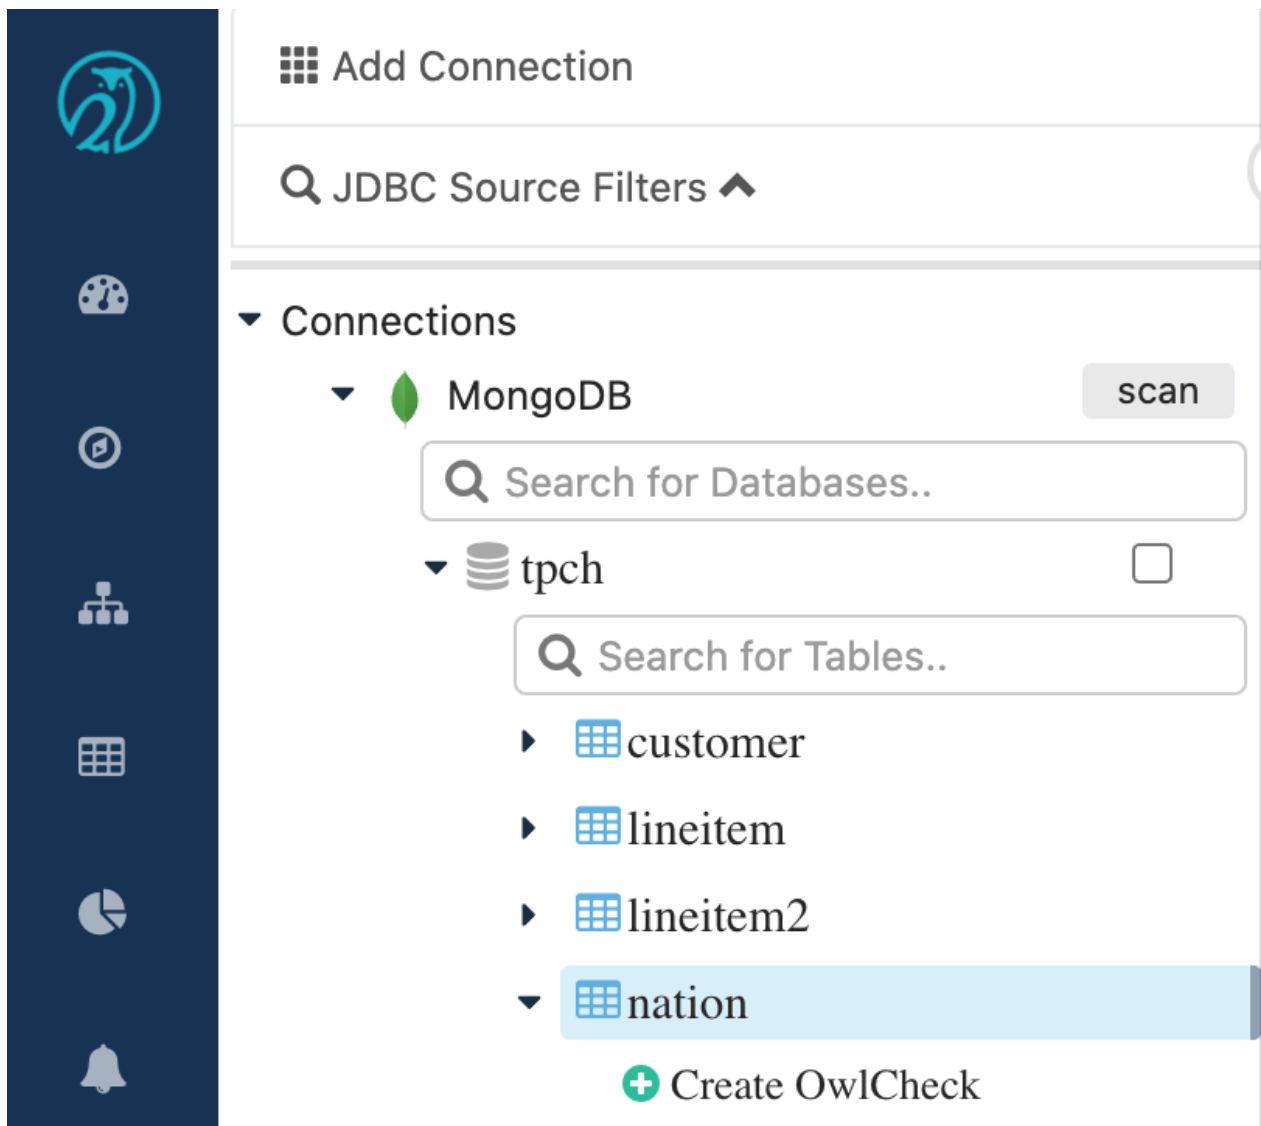 Add Connection
JDBC Source Filters
Connections
MongoDB scan
Search for Databases..
tpch
Search for Tables..
customer
lineitem
lineitem2
nation
Create OwlCheck